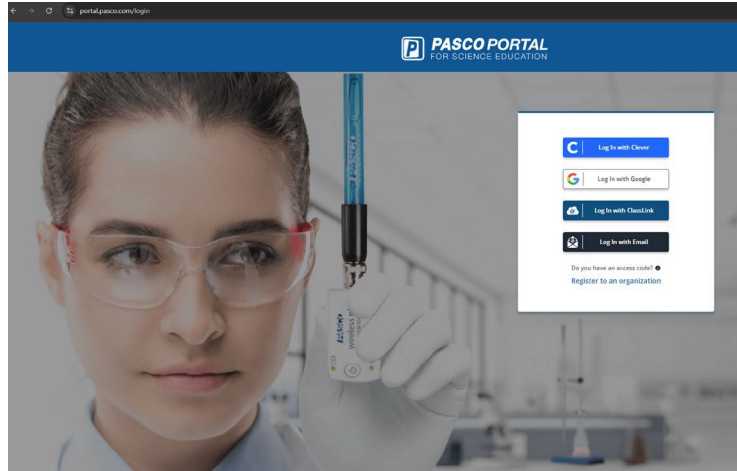 portal.pasco.com/login
P PASCO PORTAL
FOR SCIENCE EDUCATION
C Log In with Clever
G Log In with Google
Log In with ClassLink
Log In with Email
Do you have an access code?
Register to an organization
PASCO
PASCO
wireless